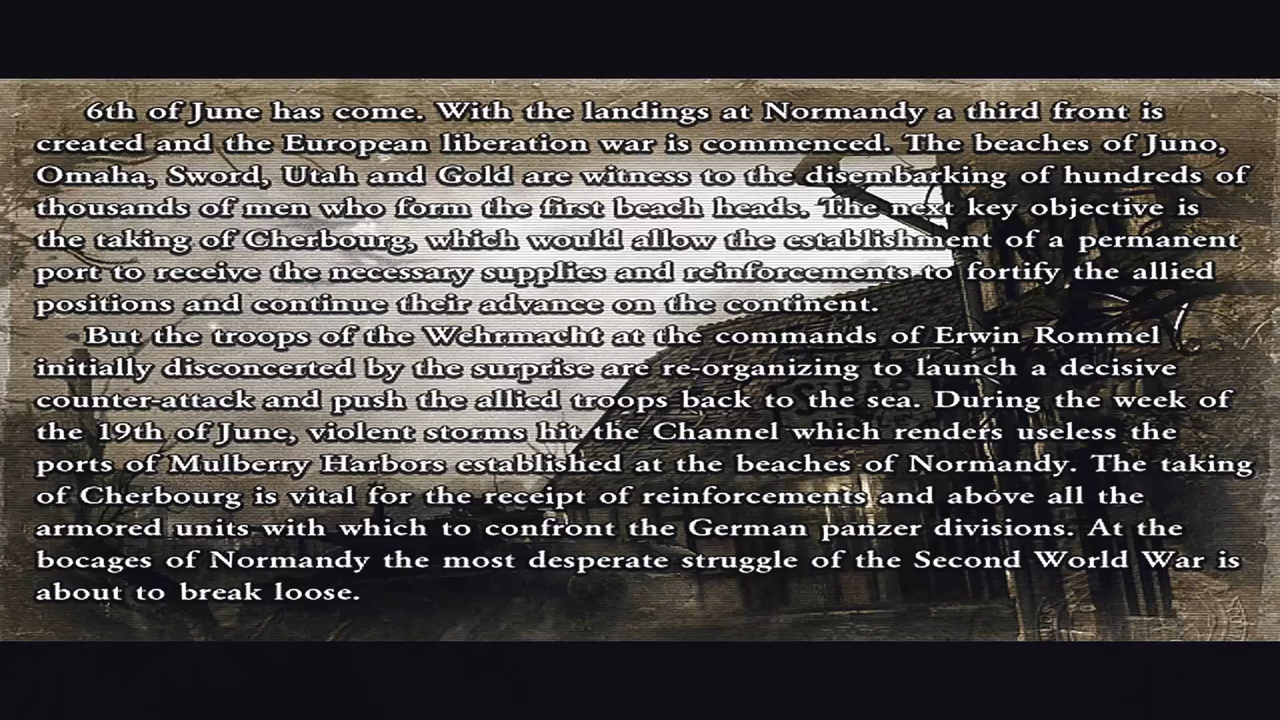 6th of June has come. With the landings at Normandy a third front is
created and the European liberation war is commenced. The beaches of Juno,
Omaha, Sword, Utah and Gold are witness to the disembarking of hundreds of
thousands of men who form the first beach heads. The next key objective is
the taking of Cherbourg, which would allow the establishment of a permanent
port to receive the necessary supplies and reinforcements to fortify the allied
positions and continue their advance on the continent.
But the troops of the Wehrmacht at the commands of Erwin Rommel
initially disconcerted by the surprise are re-organizing to launch a decisive
counter-attack and push the allied troops back to the sea. During the week of
the 19th of June, violent storms hit the Channel which renders useless the
ports of Mulberry Harbors established at the beaches of Normandy. The taking
of Cherbourg is vital for the receipt of reinforcements and above all the
armored units with which to confront the German panzer divisions. At the
bocages of Normandy the most desperate struggle of the Second World War is
about to break loose.